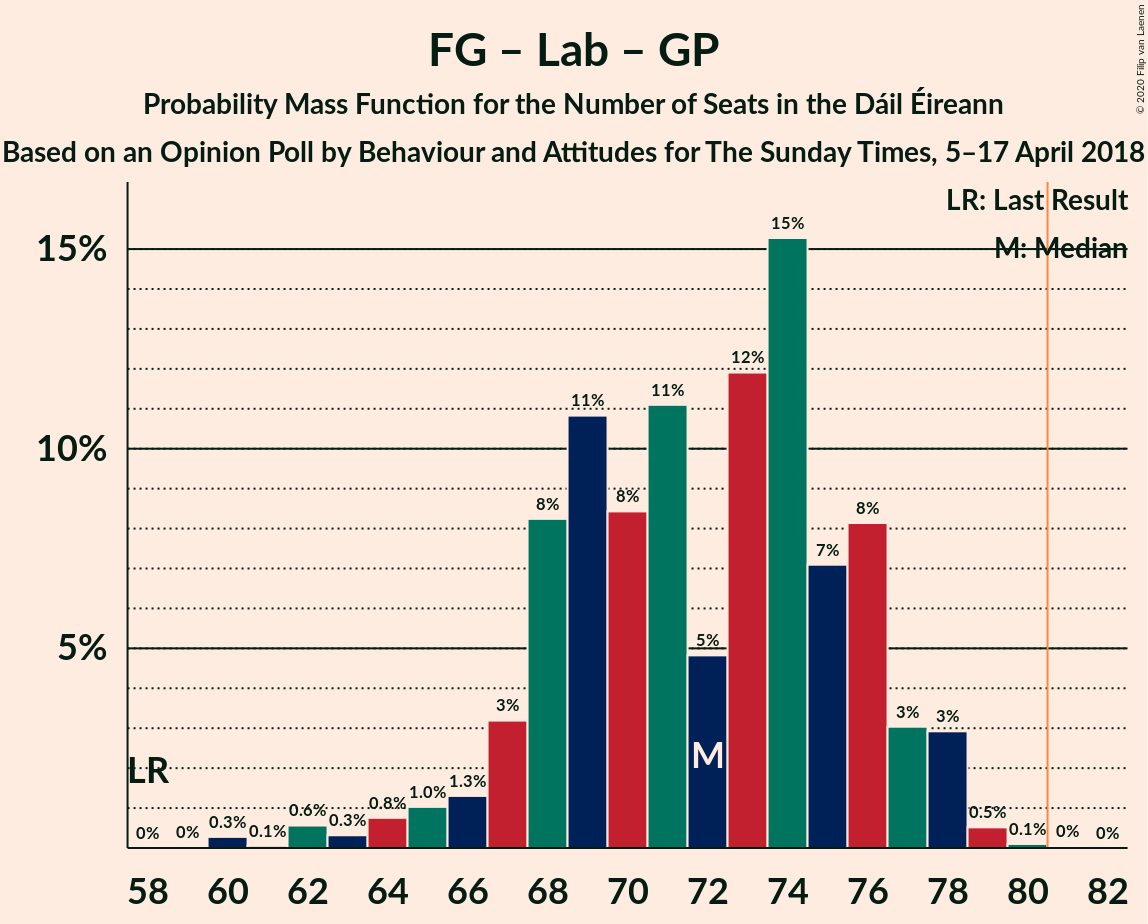 FG – Lab – GP
Probability Mass Function for the Number of Seats in the Dáil Éireann
Based on an Opinion Poll by Behaviour and Attitudes for The Sunday Times, 5–17 April 2018
© 2020 Filip van Laenen
LR: Last Result
M: Median
15%
10%
5%
0% 0% 0.3% 0.1% 0.6% 0.3% 0.8% 1.0% 1.3% 3% 8% 11% 8% 11% 5% 12% 15% 7% 8% 3% 3% 0.5% 0.1% 0% 0%
LR
M
58 60 62 64 66 68 70 72 74 76 78 80 82